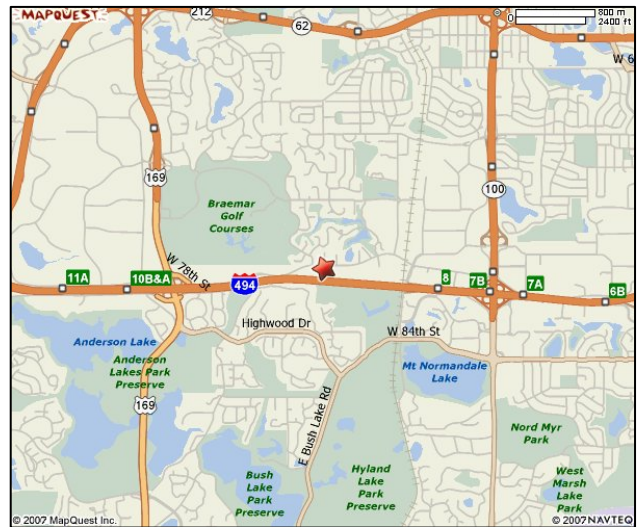 MAPQUEST
212
62
800 m
0
2400 ft
W 6
169
100
Braemar
Golf
Courses
W 78th St
11A
10B&A
494
8
7B
7A
6B
Highwood Dr
W 84th St
Anderson Lake
Anderson
Lakes Park
Preserve
Mt Normandale
Lake
169
E Bush Lake Rd
Nord Myr
Park
Bush
Lake
Park
Preserve
Hyland
Lake
Park
Preserve
West
Marsh
Lake
Park
© 2007 MapQuest Inc.
© 2007 NAVTEQ